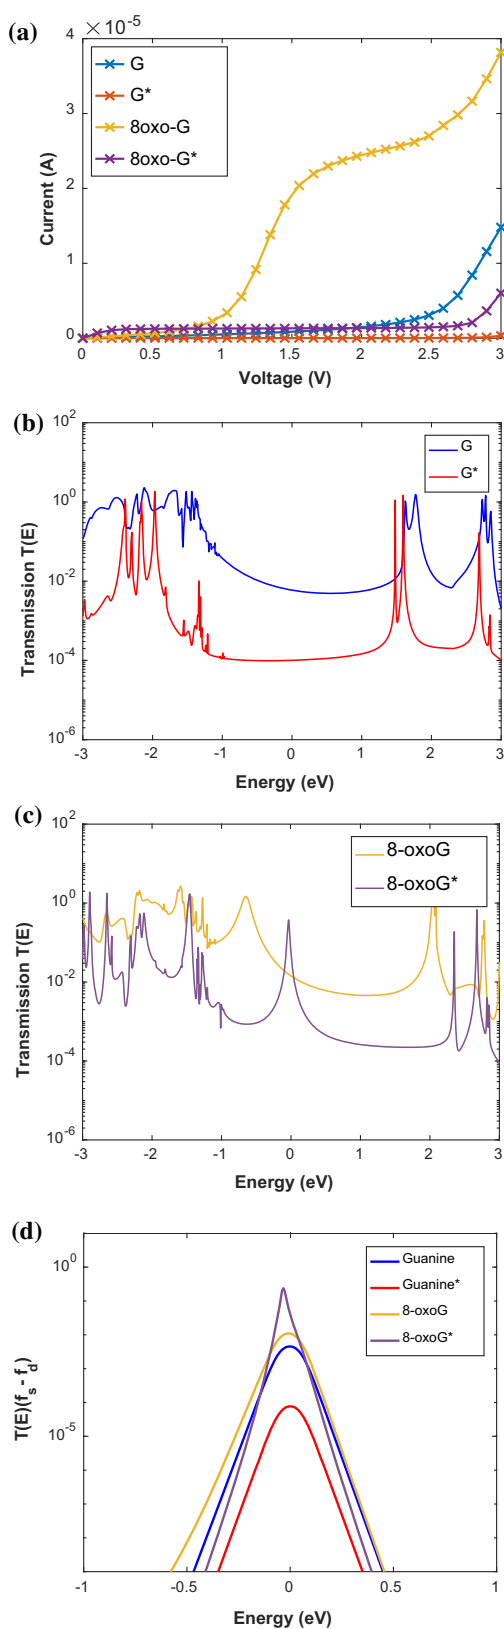 (a)
× 10^-5
4
3
2
1
0
Current (A)
G
G*
8oxo-G
8oxo-G*
0 0.5 1 1.5 2 2.5 3
Voltage (V)
(b)
10^2
10^0
10^-2
10^-4
10^-6
Transmission T(E)
G
G*
-3 -2 -1 0 1 2 3
Energy (eV)
(c)
10^2
10^0
10^-2
10^-4
10^-6
Transmission T(E)
8-oxoG
8-oxoG*
-3 -2 -1 0 1 2 3
Energy (eV)
(d)
10^0
10^-5
T(E)(f_s - f_d)
Guanine
Guanine*
8-oxoG
8-oxoG*
-1 -0.5 0 0.5 1
Energy (eV)